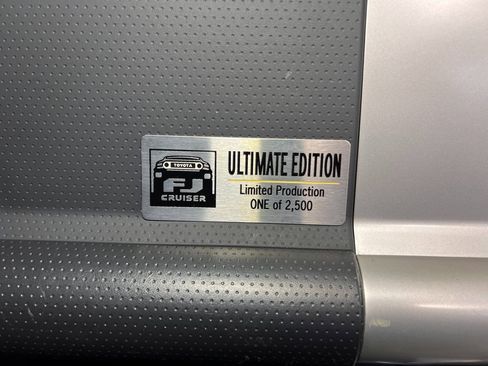 TOYOTA
FJ
CRUISER
ULTIMATE EDITION
Limited Production
ONE of 2,500